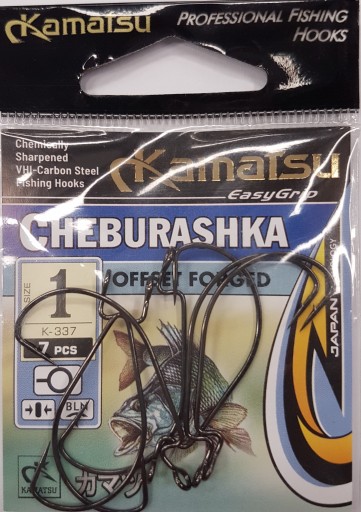 Kamatsu
PROFESSIONAL FISHING
HOOKS
Chemically
Sharpened
VHI-Carbon Steel
Fishing Hooks
Kamatsu
EasyGrip
CHEBURASHKA
OFFSET FORGED
SIZE
1
K-337
7 PCS
BLN
JAPAN
KAMATSU
カマツ